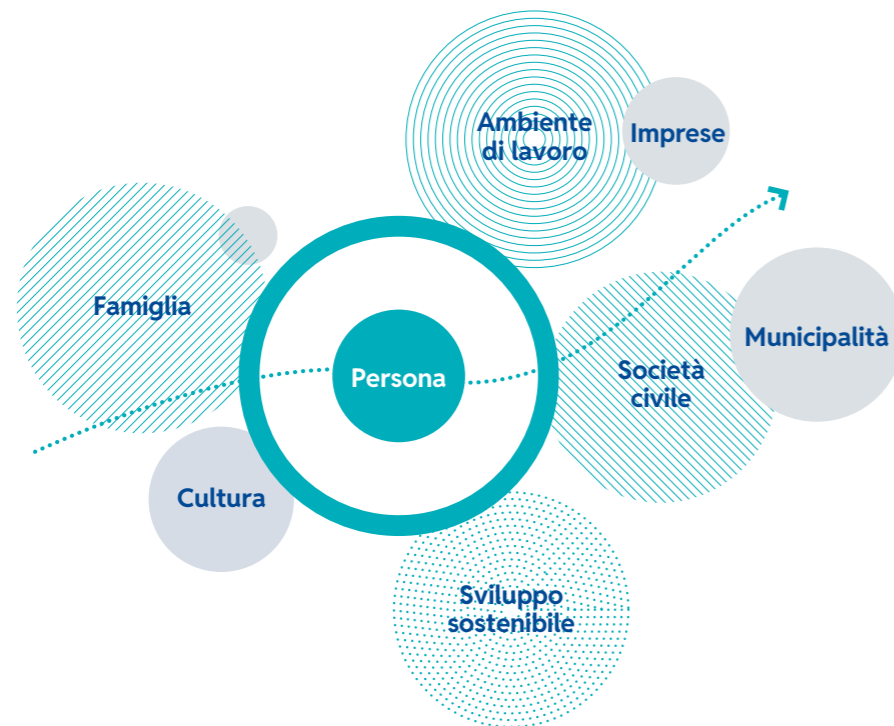 Ambiente
di lavoro
Imprese
Famiglia
Municipalità
Persona
Società
civile
Cultura
Sviluppo
sostenibile